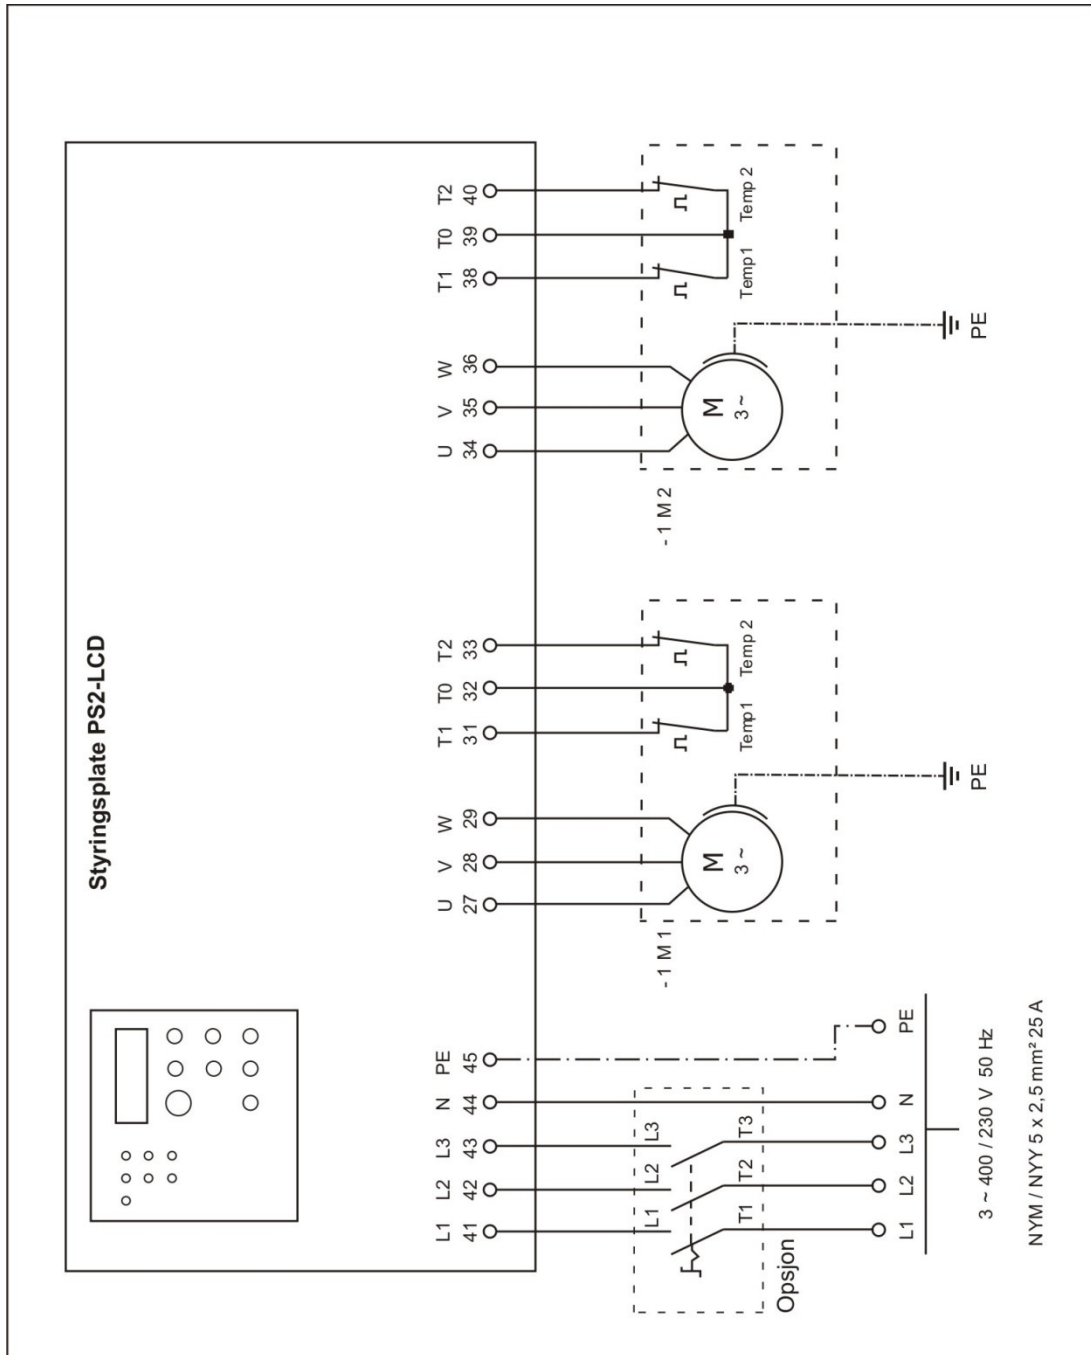 Styringsplate PS2-LCD
L1 L2 L3 N PE U V W T1 T0 T2 U V W T1 T0 T2
41 42 43 44 45 27 28 29 31 32 33 34 35 36 38 39 40
L1 L2 L3
T1 T2 T3
Opsjon
- 1 M 1
M
3 ~
Temp1
Temp 2
PE
- 1 M 2
M
3 ~
Temp1
Temp 2
PE
L1 L2 L3 N PE
3 ~ 400 / 230 V 50 Hz
NYM / NYY 5 x 2,5 mm² 25 A